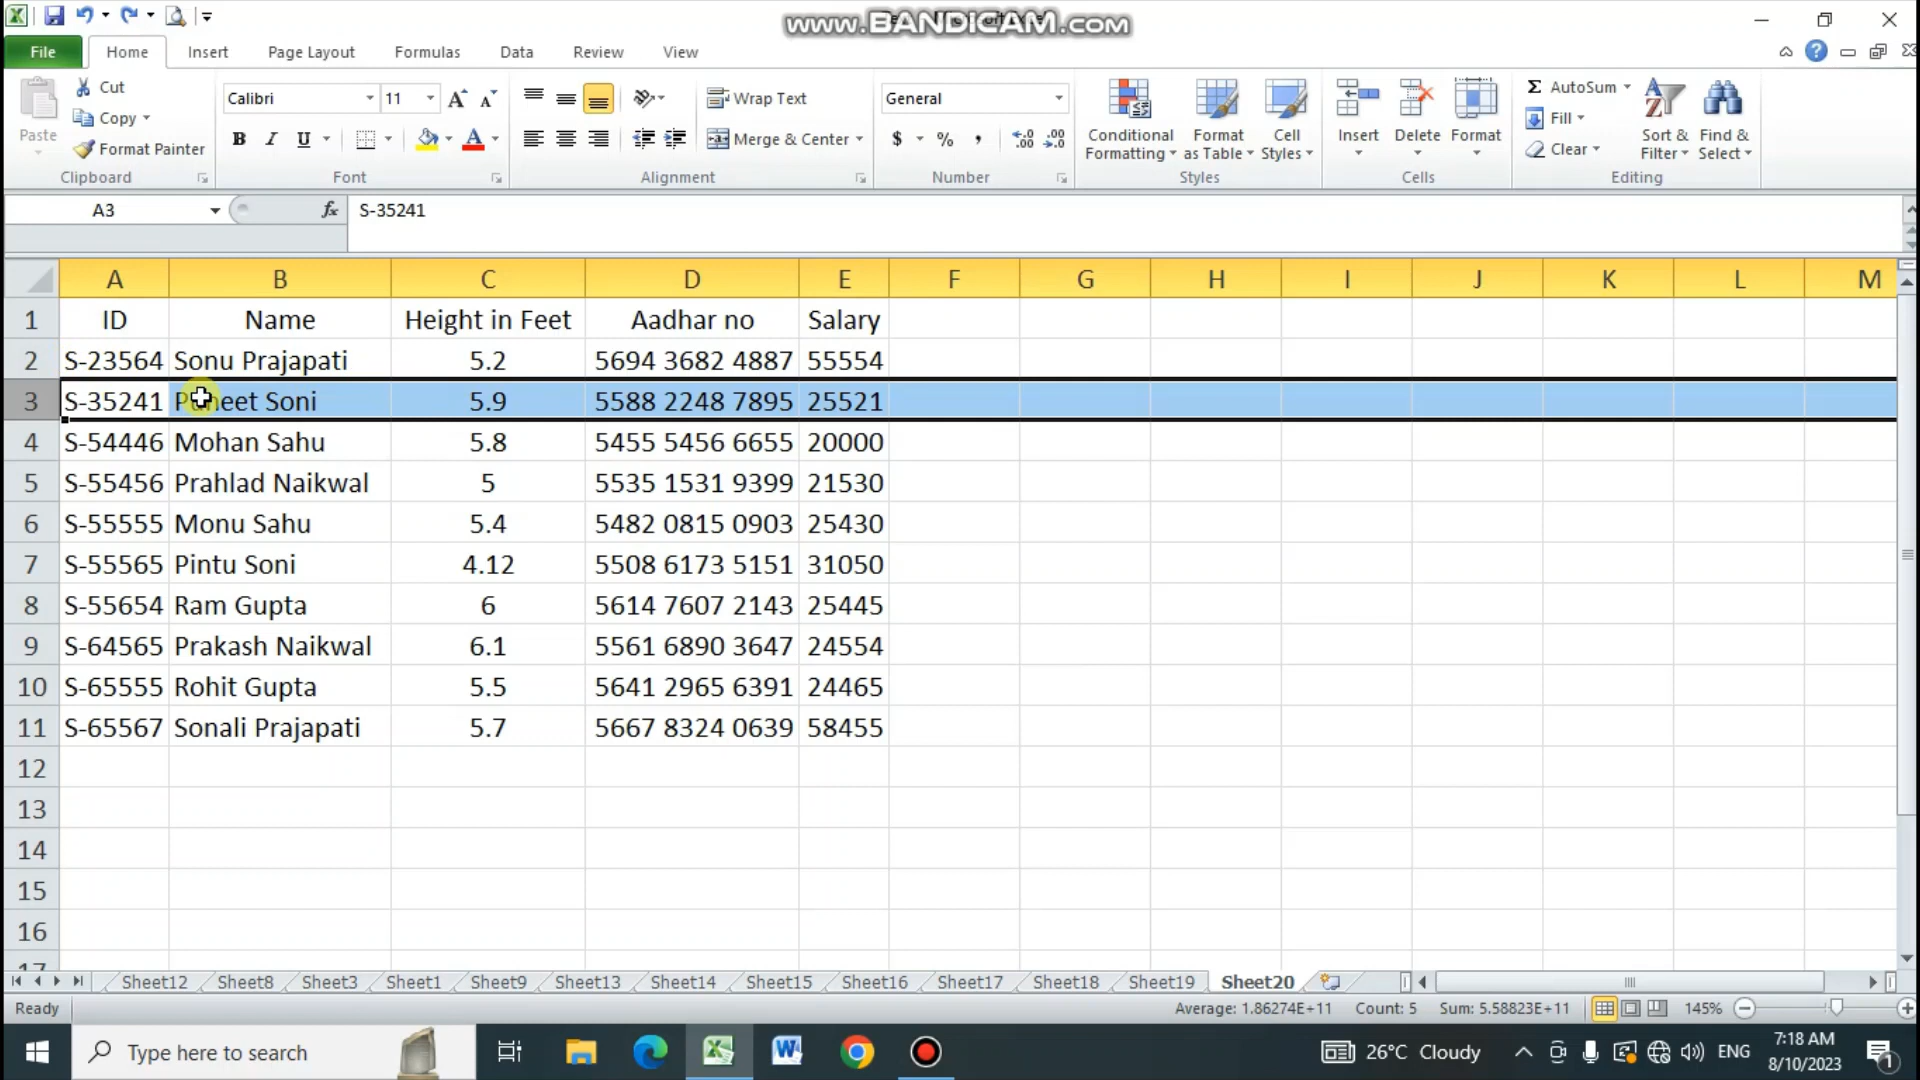 www.BANDICAM.com
File Home Insert Page Layout Formulas Data Review View
Cut
Copy
Format Painter
Paste
Clipboard
Calibri 11
B I U
Font
Wrap Text
Merge & Center
Alignment
General
$ % ,
Number
Conditional Formatting
Format as Table
Cell Styles
Styles
Insert Delete Format
Cells
AutoSum
Fill
Clear
Sort & Filter
Find & Select
Editing
A3 fx S-35241
A B C D E F G H I J K L M
1 ID Name Height in Feet Aadhar no Salary
2 S-23564 Sonu Prajapati 5.2 5694 3682 4887 55554
3 S-35241 Puneet Soni 5.9 5588 2248 7895 25521
4 S-54446 Mohan Sahu 5.8 5455 5456 6655 20000
5 S-55456 Prahlad Naikwal 5 5535 1531 9399 21530
6 S-55555 Monu Sahu 5.4 5482 0815 0903 25430
7 S-55565 Pintu Soni 4.12 5508 6173 5151 31050
8 S-55654 Ram Gupta 6 5614 7607 2143 25445
9 S-64565 Prakash Naikwal 6.1 5561 6890 3647 24554
10 S-65555 Rohit Gupta 5.5 5641 2965 6391 24465
11 S-65567 Sonali Prajapati 5.7 5667 8324 0639 58455
12
13
14
15
16
17
Sheet12 Sheet8 Sheet3 Sheet1 Sheet9 Sheet13 Sheet14 Sheet15 Sheet16 Sheet17 Sheet18 Sheet19 Sheet20
Ready Average: 1.86274E+11 Count: 5 Sum: 5.58823E+11 145%
Type here to search 26°C Cloudy ENG 7:18 AM
8/10/2023 1